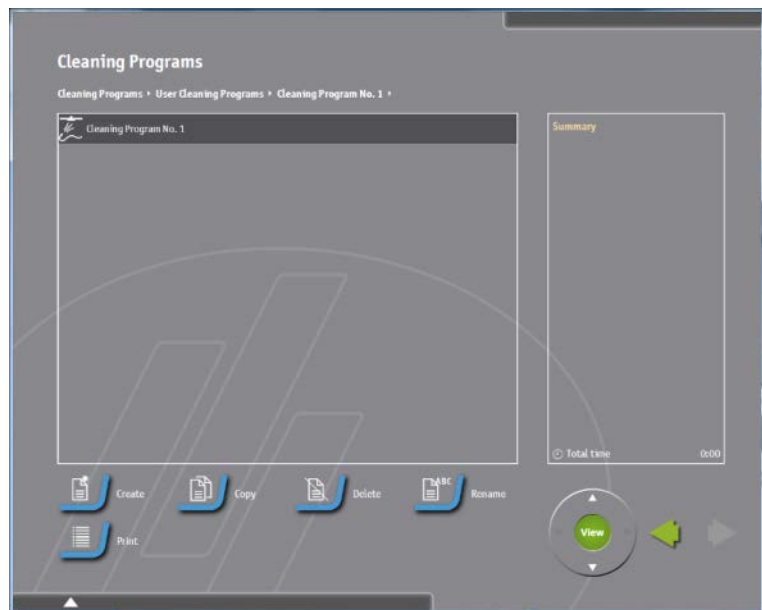 Cleaning Programs
Cleaning Programs ‣ User Cleaning Programs ‣ Cleaning Program No. 1 ‣
Cleaning Program No. 1
Summary
Total time 0:00
Create
Copy
Delete
ABC
Rename
Print
View